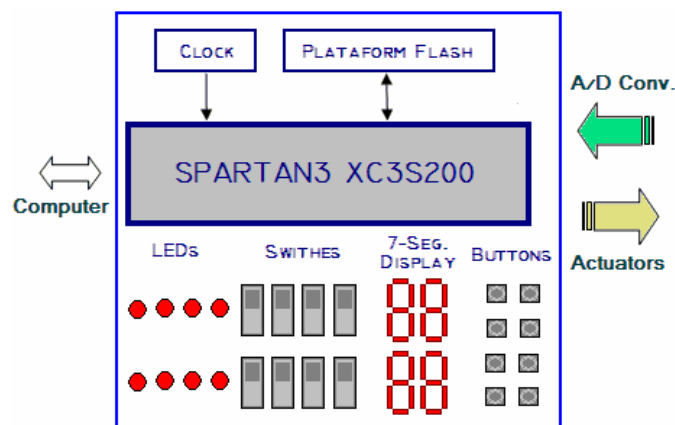 CLOCK
PLATAFORM FLASH
A/D Conv.
SPARTAN3 XC3S200
Computer
LEDs
SWITHES
7-SEG.
DISPLAY
BUTTONS
Actuators